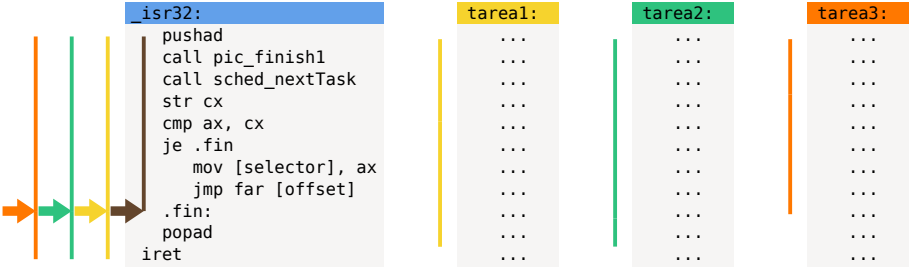 _isr32:
pushad
call pic_finish1
call sched_nextTask
str cx
cmp ax, cx
je .fin
mov [selector], ax
jmp far [offset]
.fin:
popad
iret
tarea1:
...
...
...
...
...
...
...
...
...
...
...
tarea2:
...
...
...
...
...
...
...
...
...
...
...
tarea3:
...
...
...
...
...
...
...
...
...
...
...